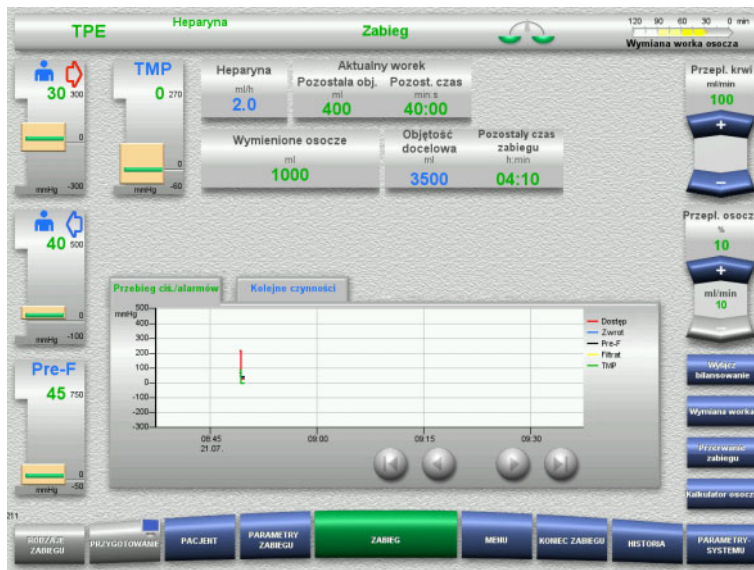 TPE
Heparyna
Zabieg
120 90 60 30 0 min
Wymiana worka osocza
30 300
0
-300
mmHg
TMP
0 270
0
-60
mmHg
Heparyna
ml/h
2.0
Aktualny worek
Pozostała obj. Pozost. czas
ml min:s
400 40:00
Wymienione osocze
ml
1000
Objętość docelowa
ml
3500
Pozostały czas zabiegu
h:min
04:10
Przepł. krwi
ml/min
100
+
−
40 500
0
-100
mmHg
Przepł. osocz
%
10
+
ml/min
10
−
Pre-F
45 750
0
-50
mmHg
Przebieg ciś./alarmów
Kolejne czynności
mmHg
500
400
300
200
100
0
-100
-200
-300
08:45 09:00 09:15 09:30
21.07.
Dostęp
Zwrot
Pre-F
Filtrat
TMP
Wyłącz
bilansowanie
Wymiana worka
Przerwanie
zabiegu
Kalkulator osocz
211
RODZAJE
ZABIEGU
PRZYGOTOWANIE
PACJENT
PARAMETRY
ZABIEGU
ZABIEG
MENU
KONIEC ZABIEGU
HISTORIA
PARAMETRY-
SYSTEMU